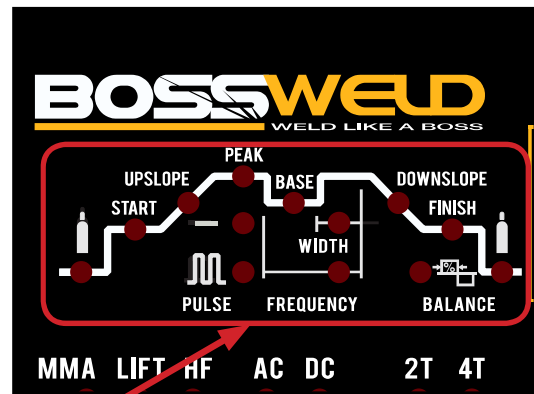 BOSSWELD
WELD LIKE A BOSS
PEAK
UPSLOPE BASE DOWNSLOPE
START FINISH
WIDTH
%
PULSE FREQUENCY BALANCE
MMA LIFT HF AC DC 2T 4T